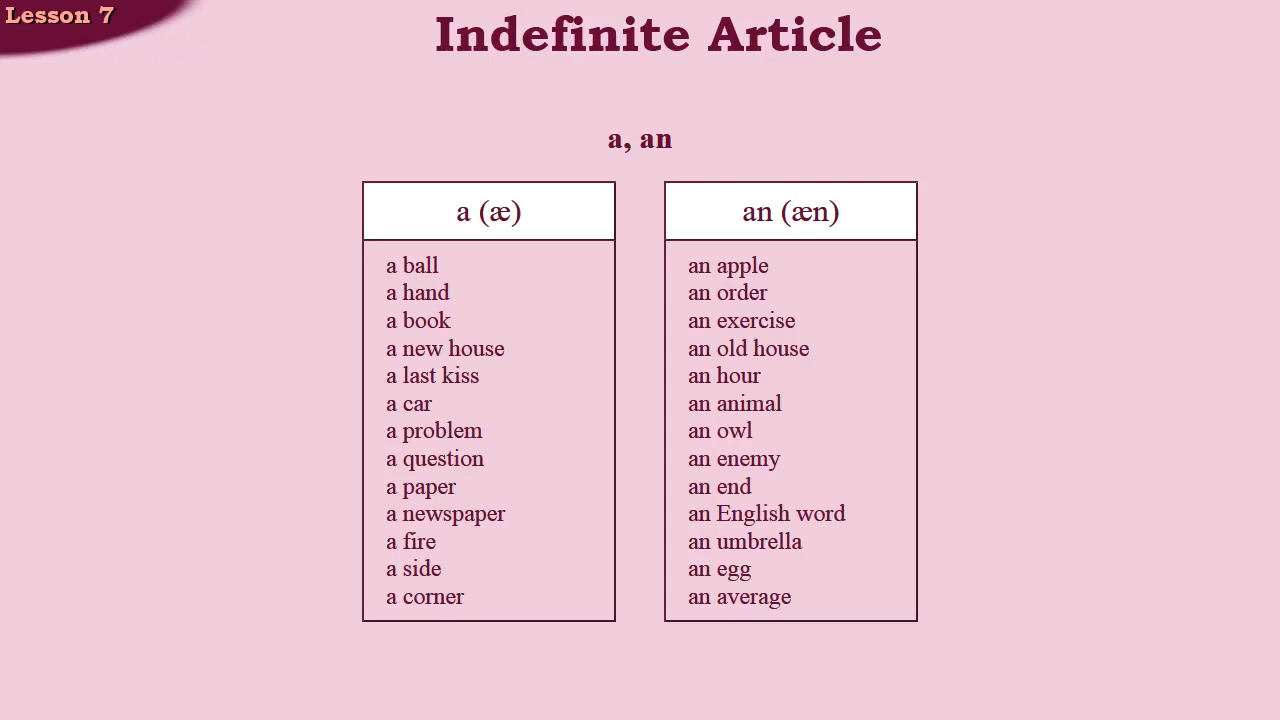 Lesson 7
Indefinite Article
a, an
a (æ)
a ball
a hand
a book
a new house
a last kiss
a car
a problem
a question
a paper
a newspaper
a fire
a side
a corner
an (æn)
an apple
an order
an exercise
an old house
an hour
an animal
an owl
an enemy
an end
an English word
an umbrella
an egg
an average